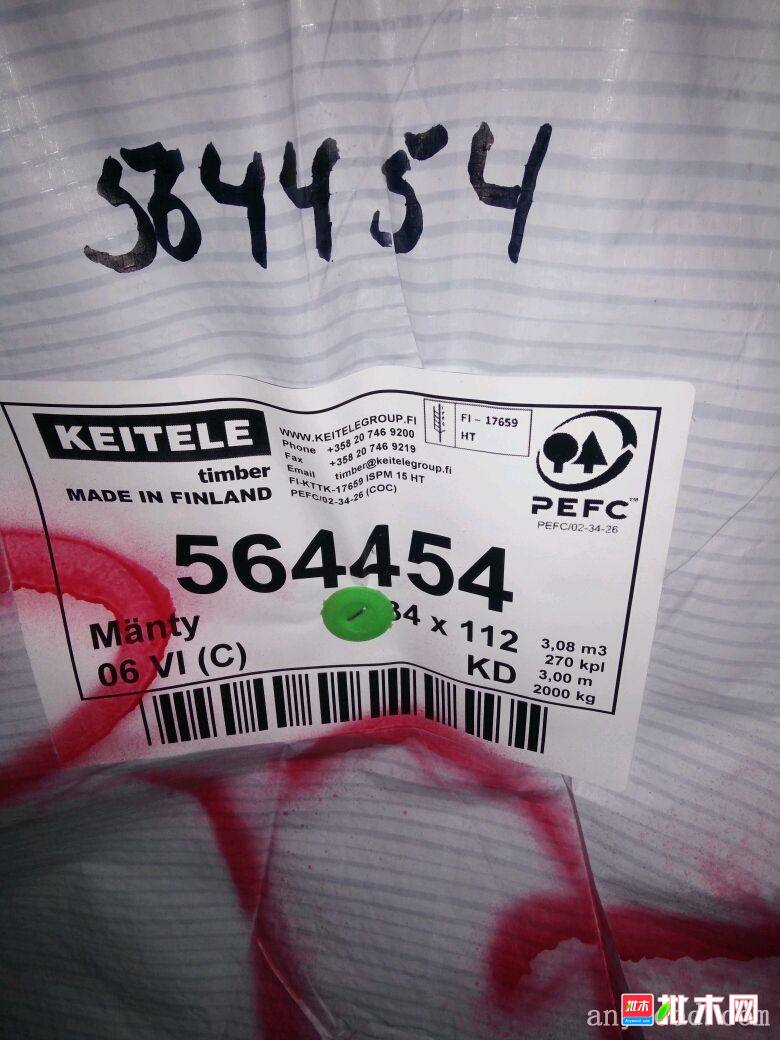 564454
KEITELE
timber
MADE IN FINLAND
WWW.KEITELEGROUP.FI
Phone +358 20 746 9200
Fax +358 20 746 9219
Email timber@keitelegroup.fi
FI-KTTK-17659 ISPM 15 HT
PEFC/02-34-26 (COC)
FI - 17659
HT
PEFC™
PEFC/02-34-26
564454
Mänty
34 x 112
06 VI (C)
KD
3,08 m3
270 kpl
3,00 m
2000 kg
批木 批木网